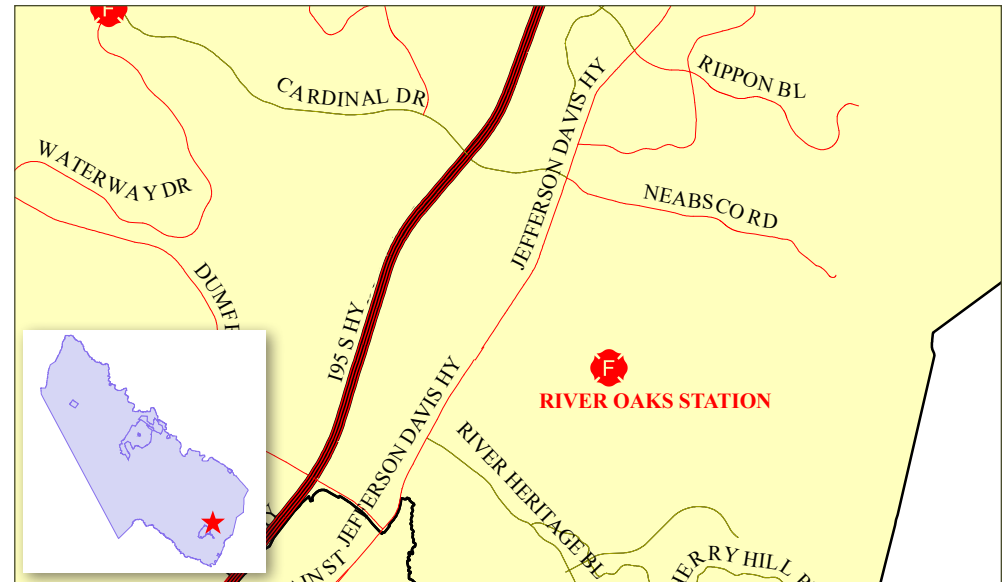 F
CARDINAL DR
RIPPON BL
JEFFERSON DAVIS HY
WATERWAY DR
NEABSCO RD
I95 S HY
F
RIVER OAKS STATION
JEFFERSON DAVIS HY
RIVER HERITAGE BL